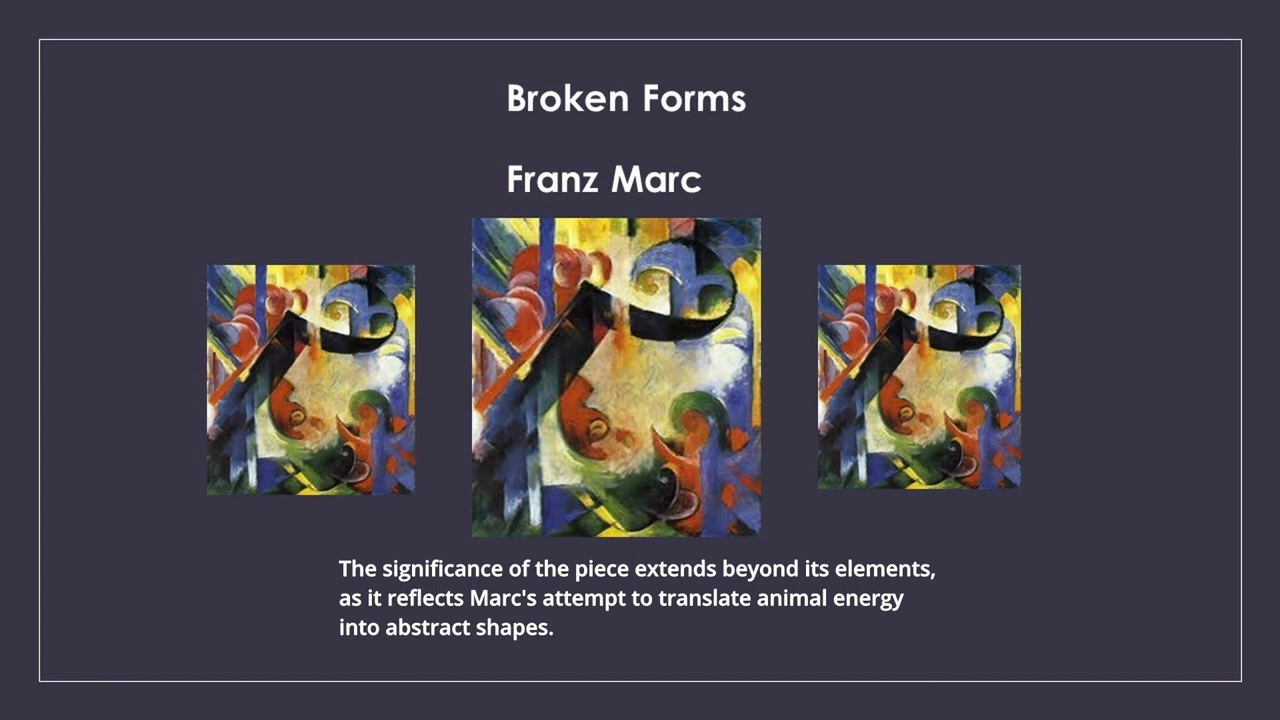 Broken Forms
Franz Marc
The significance of the piece extends beyond its elements,
as it reflects Marc's attempt to translate animal energy
into abstract shapes.